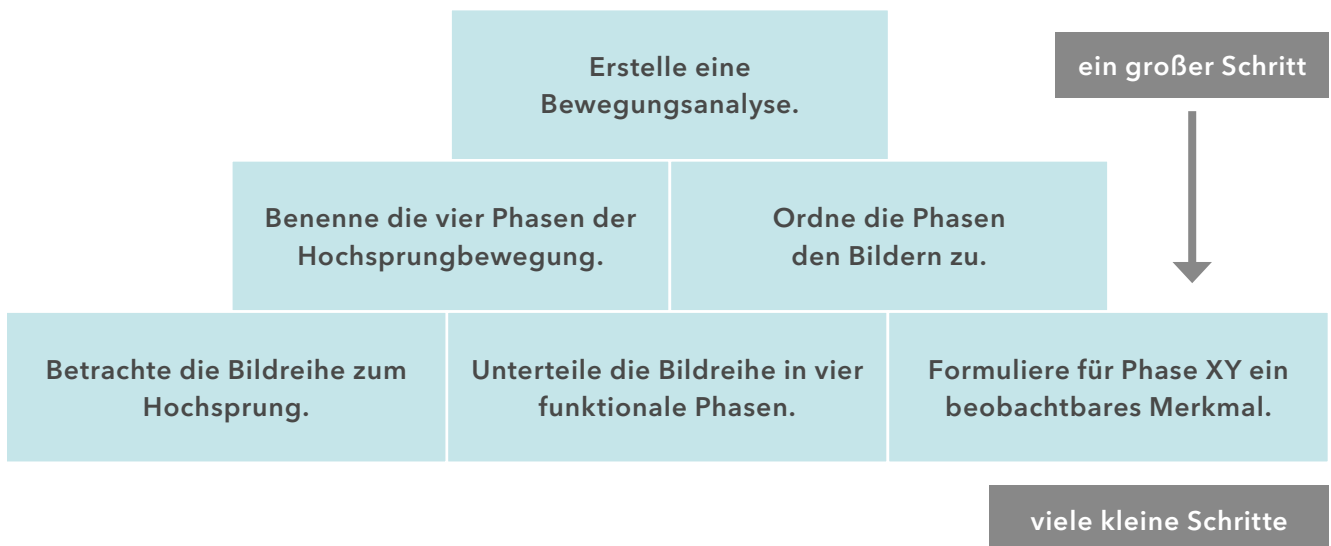 Erstelle eine
Bewegungsanalyse.
ein großer Schritt
Benenne die vier Phasen der
Hochsprungbewegung.
Ordne die Phasen
den Bildern zu.
Betrachte die Bildreihe zum
Hochsprung.
Unterteile die Bildreihe in vier
funktionale Phasen.
Formuliere für Phase XY ein
beobachtbares Merkmal.
viele kleine Schritte